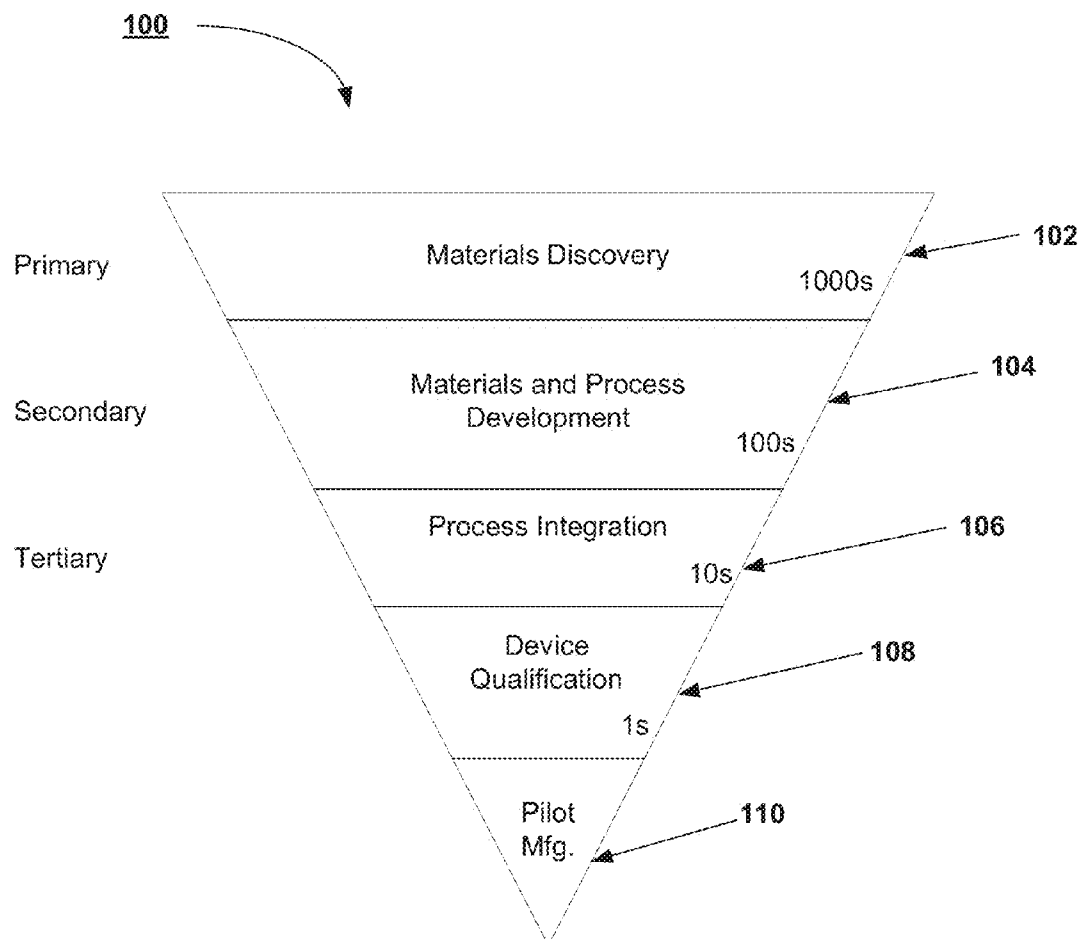 100
Materials Discovery
102
Primary
1000s
104
Materials and Process
Development
Secondary
100s
Process Integration
106
Tertiary
10s
Device
Qualification
108
1s
Pilot
Mfg.
110